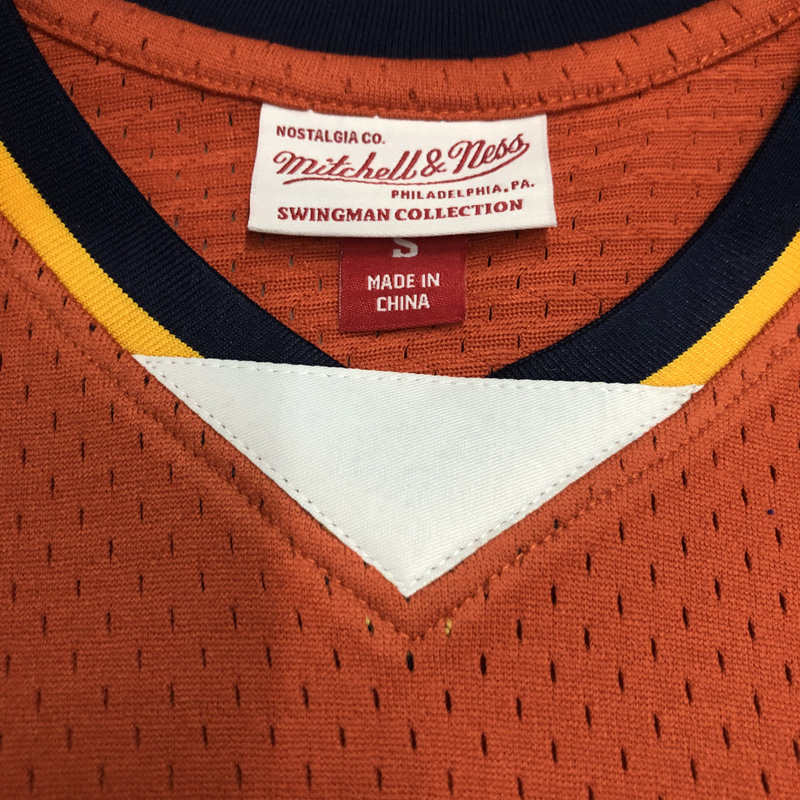 NOSTALGIA CO.
Mitchell & Ness
PHILADELPHIA, PA.
SWINGMAN COLLECTION
S
MADE IN
CHINA